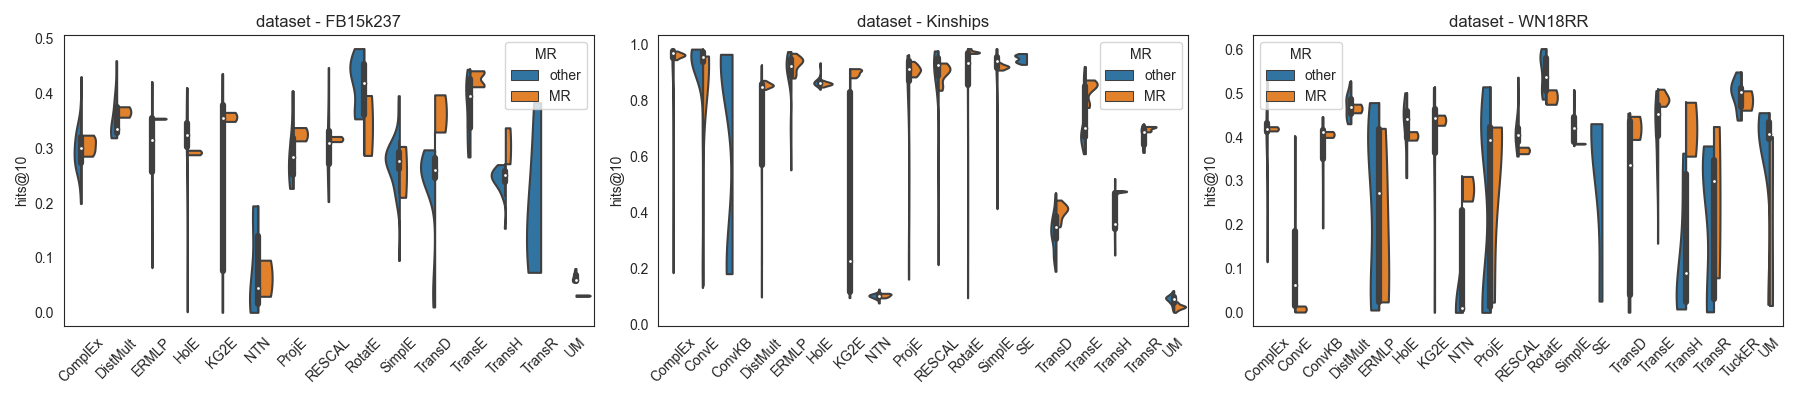 dataset - FB15k237
hits@10
0.5
0.4
0.3
0.2
0.1
0.0
MR
other
MR
ComplEx
DistMult
ERMLP
HolE
KG2E
NTN
ProjE
RESCAL
RotatE
SimplE
TransD
TransE
TransH
TransR
UM
dataset - Kinships
hits@10
1.0
0.8
0.6
0.4
0.2
0.0
MR
other
MR
ComplEx
ConvE
ConvKB
DistMult
ERMLP
HolE
KG2E
NTN
ProjE
RESCAL
RotatE
SimplE
SE
TransD
TransE
TransH
TransR
UM
dataset - WN18RR
hits@10
0.6
0.5
0.4
0.3
0.2
0.1
0.0
MR
other
MR
ComplEx
ConvE
ConvKB
DistMult
ERMLP
HolE
KG2E
NTN
ProjE
RESCAL
RotatE
SimplE
SE
TransD
TransE
TransH
TransR
TuckER
UM